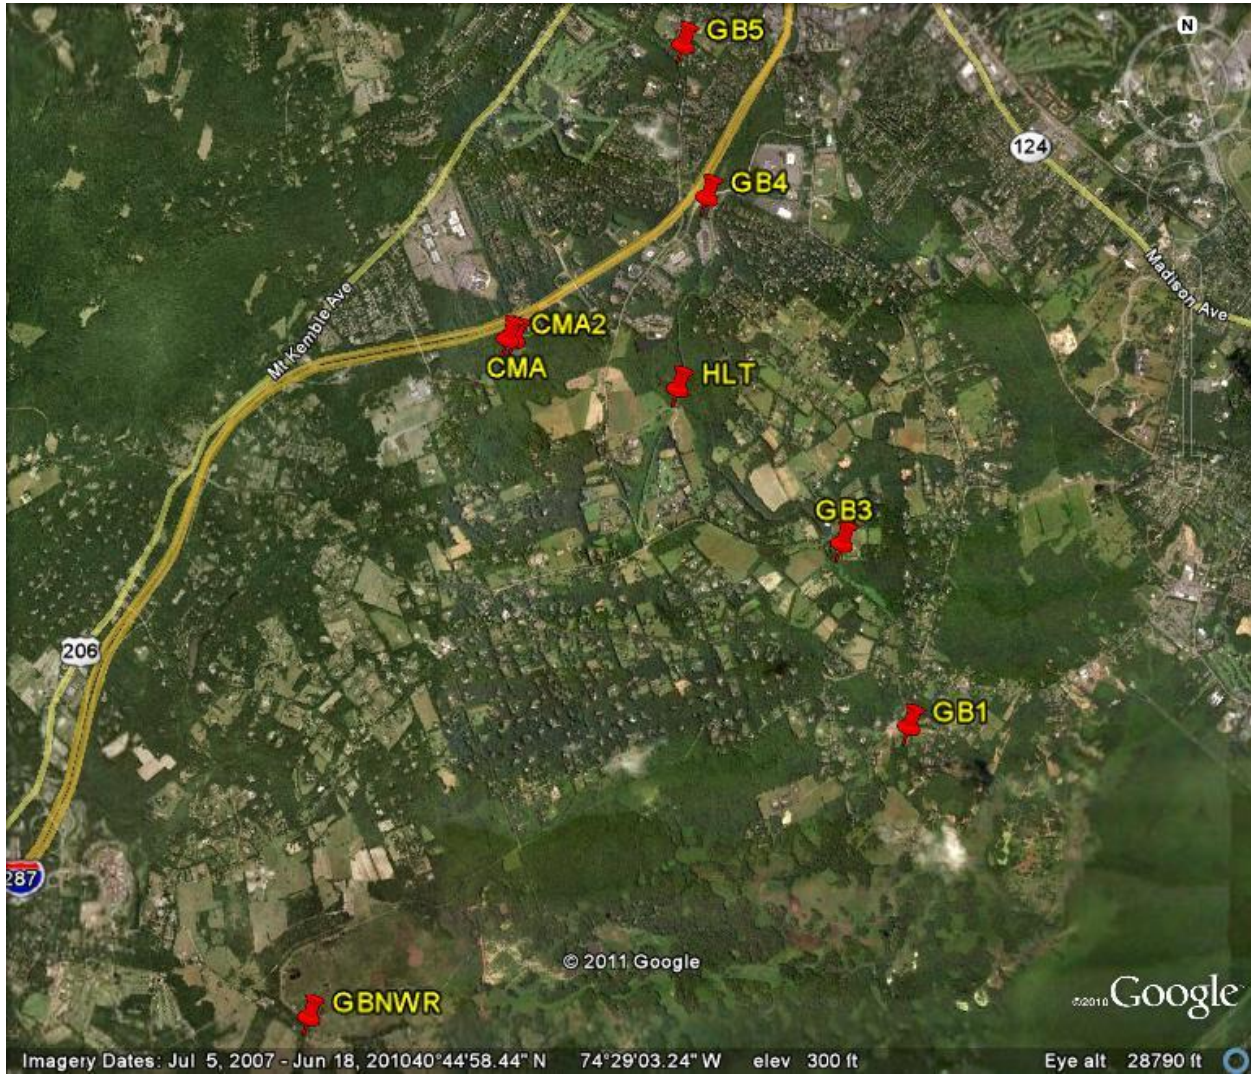 GB5
N
124
GB4
Madison Ave
Mt Kemble Ave
CMA2
CMA
HLT
GB3
206
GB1
287
© 2011 Google
©2010 Google
GBNWR
Imagery Dates: Jul 5, 2007 - Jun 18, 201040°44'58.44" N 74°29'03.24" W elev 300 ft Eye alt 28790 ft